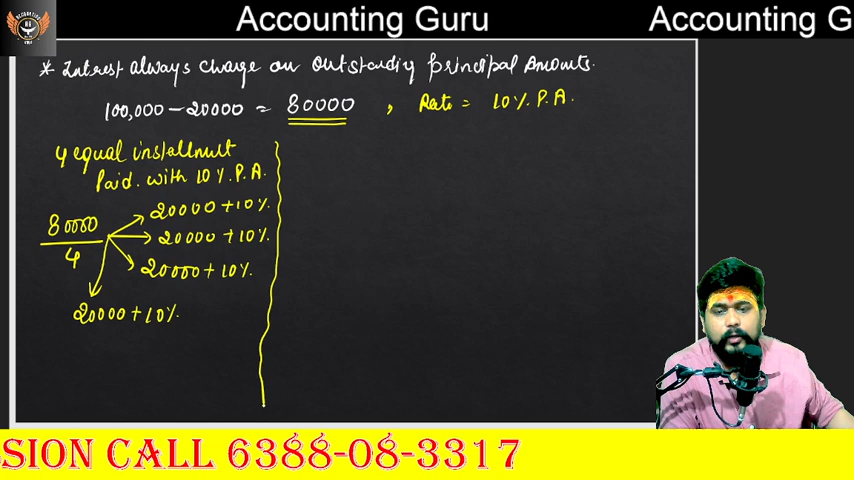 Accounting Guru
Accounting G
* Interest always charge on outstanding principal Amounts.
100,000 - 20000 = 80000 , Rate = 10% P.A.
4 equal installment
Paid with 10% P.A.
80000
4
20000 + 10%
20000 + 10%
20000 + 10%
20000 + 10%
SION CALL 6388-08-3317